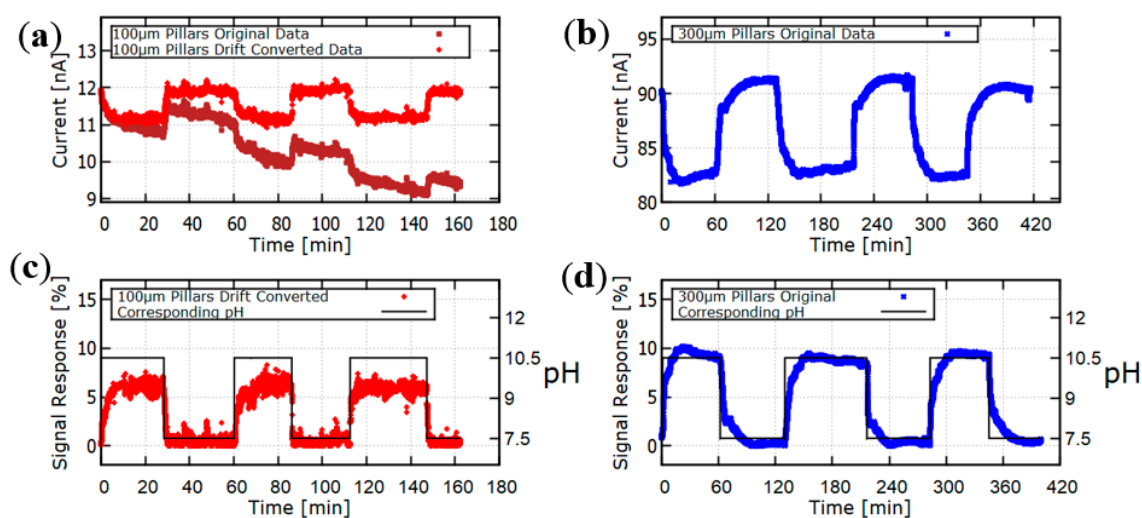 (a)
100µm Pillars Original Data
100µm Pillars Drift Converted Data
Current [nA]
13
12
11
10
9
0 20 40 60 80 100 120 140 160 180
Time [min]
(b)
300µm Pillars Original Data
Current [nA]
95
90
85
80
0 60 120 180 240 300 360 420
Time [min]
(c)
100µm Pillars Drift Converted
Corresponding pH
Signal Response [%]
15
10
5
0
12
10.5
9
7.5
pH
0 20 40 60 80 100 120 140 160 180
Time [min]
(d)
300µm Pillars Original
Corresponding pH
Signal Response [%]
15
10
5
0
12
10.5
9
7.5
pH
0 60 120 180 240 300 360 420
Time [min]